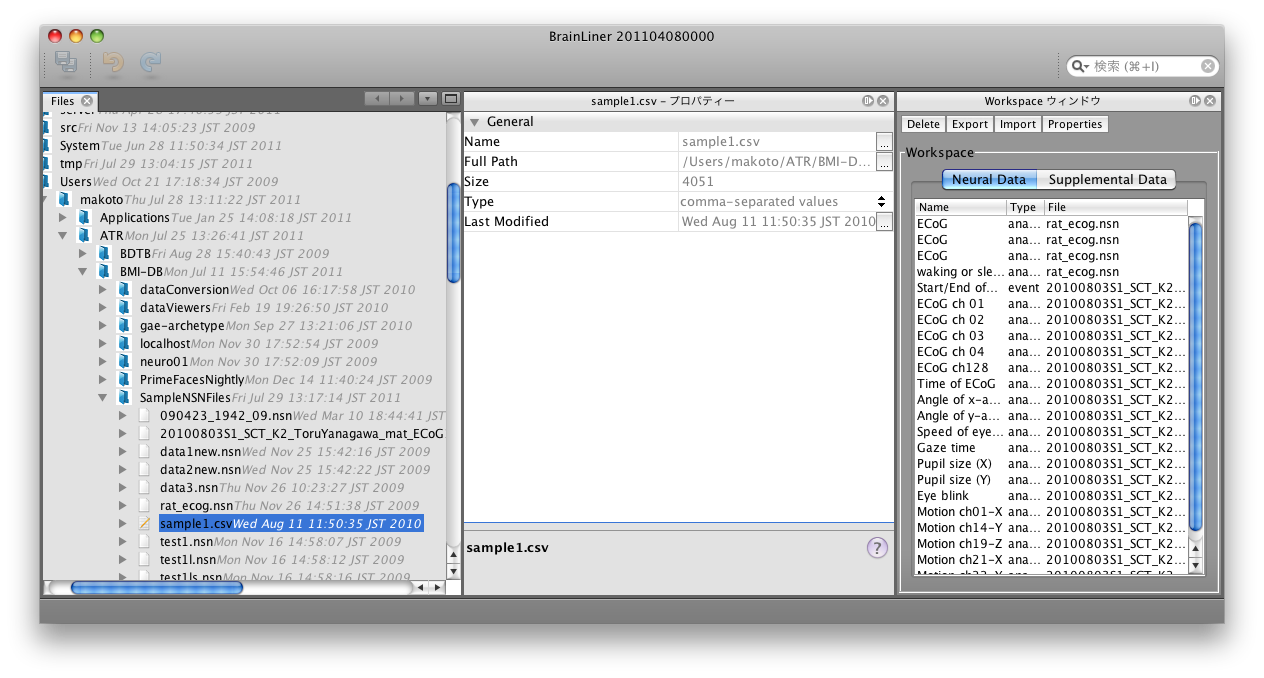 BrainLiner 201104080000
検索 (⌘+I)
Files
src Fri Nov 13 14:05:23 JST 2009
System Tue Jun 28 11:50:34 JST 2011
tmp Fri Jul 29 13:04:15 JST 2011
Users Wed Oct 21 17:18:34 JST 2009
makoto Thu Jul 28 13:11:22 JST 2011
Applications Tue Jan 25 14:08:18 JST 2011
ATR Mon Jul 25 13:26:41 JST 2011
BDTB Fri Aug 28 15:40:43 JST 2009
BMI-DB Mon Jul 11 15:54:46 JST 2011
dataConversion Wed Oct 06 16:17:58 JST 2010
dataViewers Fri Feb 19 19:26:50 JST 2010
gae-archetype Mon Sep 27 13:21:06 JST 2010
localhost Mon Nov 30 17:52:54 JST 2009
neuro01 Mon Nov 30 17:52:09 JST 2009
PrimeFacesNightly Mon Dec 14 11:40:24 JST 2009
SampleNSNFiles Fri Jul 29 13:17:14 JST 2011
090423_1942_09.nsn Wed Mar 10 18:44:41 JST
20100803S1_SCT_K2_ToruYanagawa_mat_ECoG
data1new.nsn Wed Nov 25 15:42:16 JST 2009
data2new.nsn Wed Nov 25 15:42:22 JST 2009
data3.nsn Thu Nov 26 10:23:27 JST 2009
rat_ecog.nsn Thu Nov 26 14:51:38 JST 2009
sample1.csv Wed Aug 11 11:50:35 JST 2010
test1.nsn Mon Nov 16 14:58:07 JST 2009
test1l.nsn Mon Nov 16 14:58:12 JST 2009
test1ls.nsn Mon Nov 16 14:58:16 JST 2009
sample1.csv - プロパティー
General
Name sample1.csv ...
Full Path /Users/makoto/ATR/BMI-D... ...
Size 4051
Type comma-separated values
Last Modified Wed Aug 11 11:50:35 JST 2010 ...
sample1.csv
?
Workspace ウィンドウ
Delete Export Import Properties
Workspace
Neural Data Supplemental Data
Name Type File
ECoG ana... rat_ecog.nsn
ECoG ana... rat_ecog.nsn
ECoG ana... rat_ecog.nsn
waking or sle... ana... rat_ecog.nsn
Start/End of... event 20100803S1_SCT_K2...
ECoG ch 01 ana... 20100803S1_SCT_K2...
ECoG ch 02 ana... 20100803S1_SCT_K2...
ECoG ch 03 ana... 20100803S1_SCT_K2...
ECoG ch 04 ana... 20100803S1_SCT_K2...
ECoG ch128 ana... 20100803S1_SCT_K2...
Time of ECoG ana... 20100803S1_SCT_K2...
Angle of x-a... ana... 20100803S1_SCT_K2...
Angle of y-a... ana... 20100803S1_SCT_K2...
Speed of eye... ana... 20100803S1_SCT_K2...
Gaze time ana... 20100803S1_SCT_K2...
Pupil size (X) ana... 20100803S1_SCT_K2...
Pupil size (Y) ana... 20100803S1_SCT_K2...
Eye blink ana... 20100803S1_SCT_K2...
Motion ch01-X ana... 20100803S1_SCT_K2...
Motion ch14-Y ana... 20100803S1_SCT_K2...
Motion ch19-Z ana... 20100803S1_SCT_K2...
Motion ch21-X ana... 20100803S1_SCT_K2...